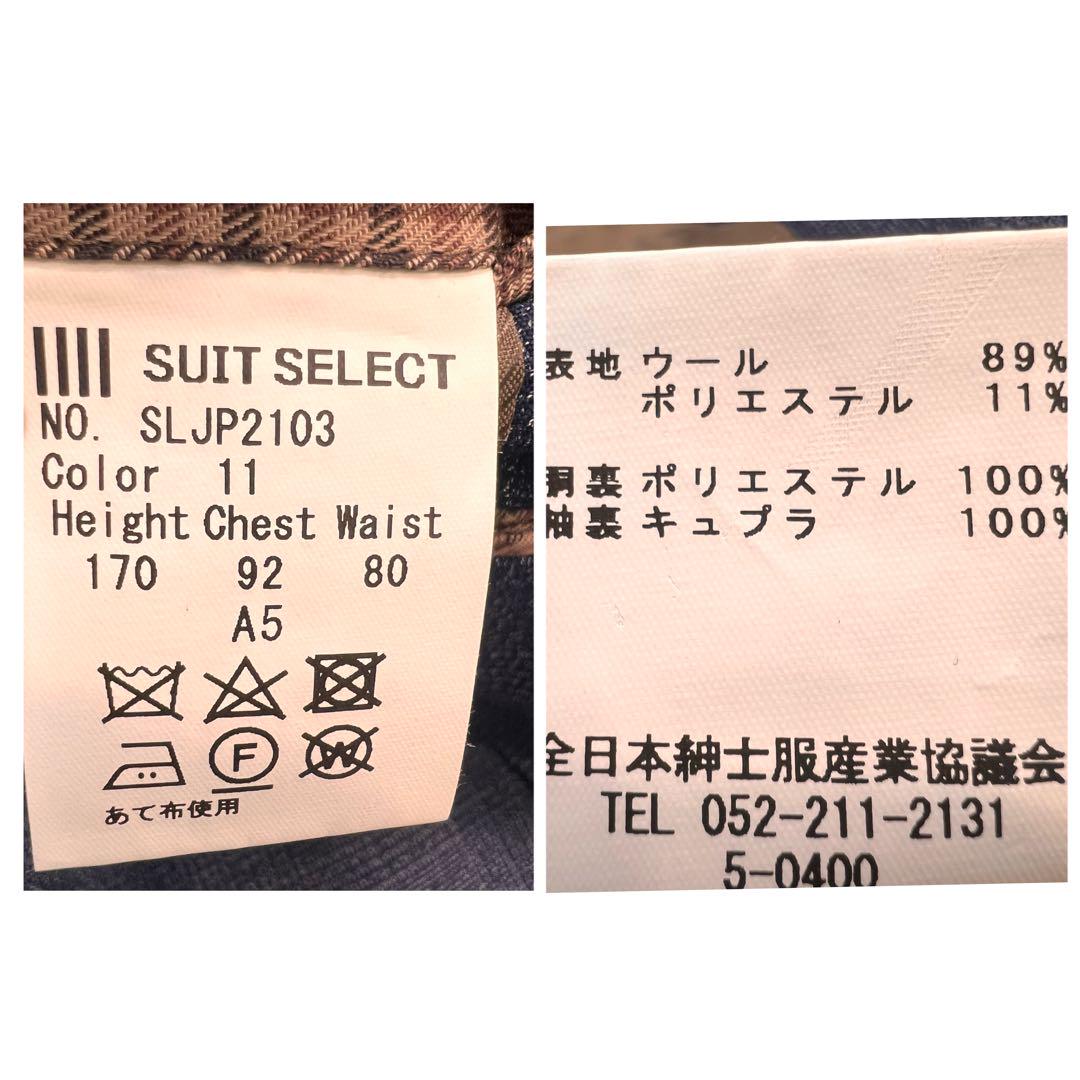 SUIT SELECT
NO. SLJP2103
Color 11
Height Chest Waist
170 92 80
A5
F
W
あて布使用
表地 ウール 89%
ポリエステル 11%
胴裏 ポリエステル 100%
袖裏 キュプラ 100%
全日本紳士服産業協議会
TEL 052-211-2131
5-0400